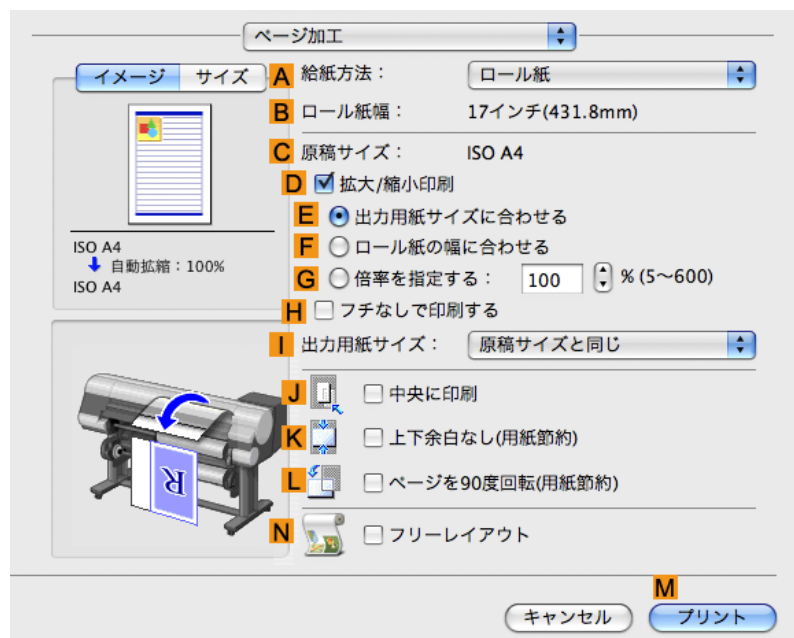 ページ加工
イメージ サイズ
A 給紙方法： ロール紙
B ロール紙幅： 17インチ(431.8mm)
C 原稿サイズ： ISO A4
D 拡大/縮小印刷
E 出力用紙サイズに合わせる
F ロール紙の幅に合わせる
G 倍率を指定する： 100 % (5〜600)
H フチなしで印刷する
I 出力用紙サイズ： 原稿サイズと同じ
ISO A4
自動拡縮：100%
ISO A4
J 中央に印刷
K 上下余白なし(用紙節約)
L ページを90度回転(用紙節約)
N フリーレイアウト
R
M
キャンセル プリント